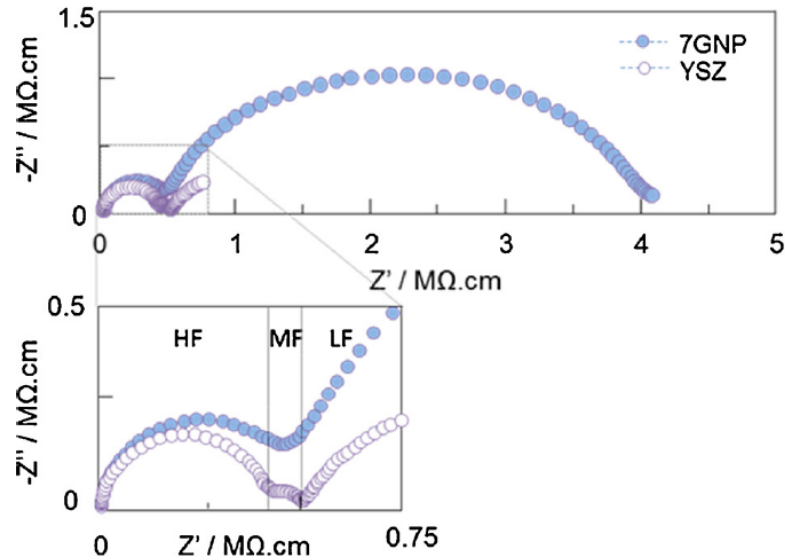 1.5
7GNP
YSZ
-Z'' / MΩ.cm
0
0 1 2 3 4 5
Z' / MΩ.cm
0.5
HF MF LF
-Z'' / MΩ.cm
0
0 Z' / MΩ.cm 0.75